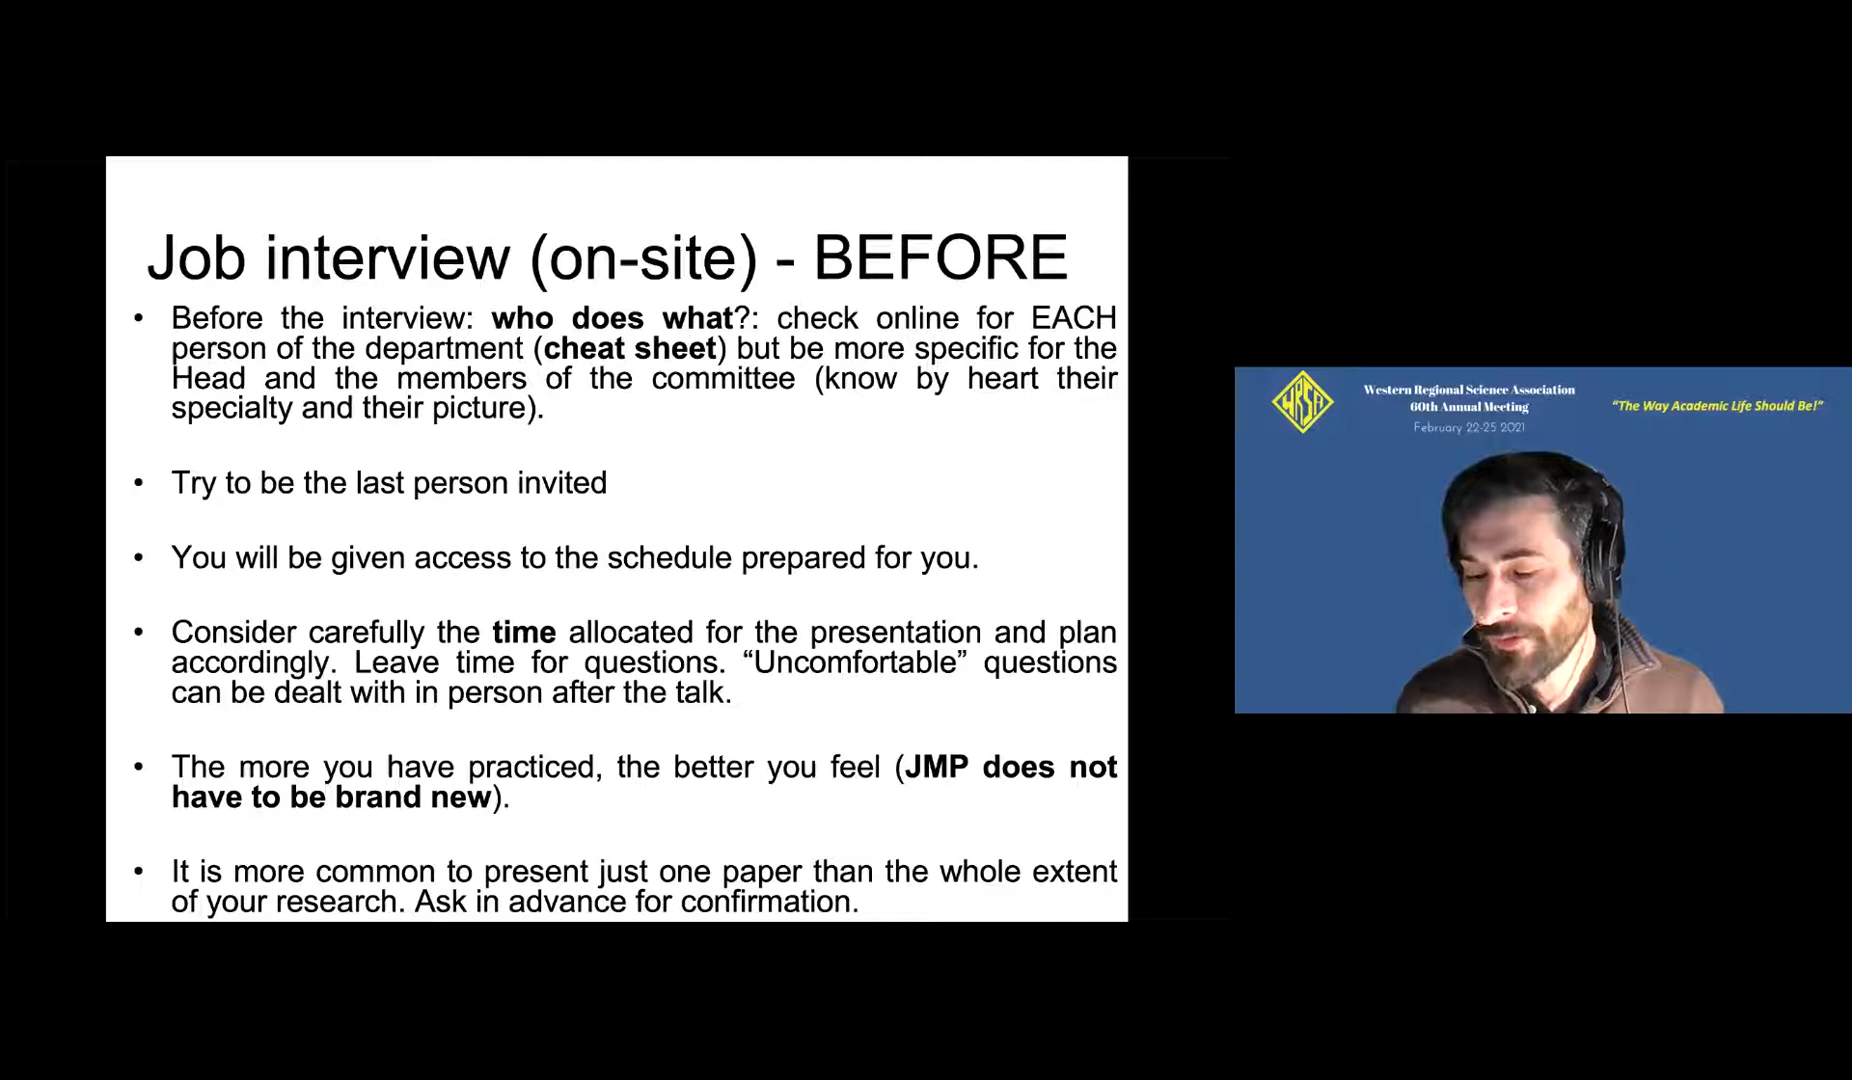 Job interview (on-site) - BEFORE
• Before the interview: who does what?: check online for EACH
person of the department (cheat sheet) but be more specific for the
Head and the members of the committee (know by heart their
specialty and their picture).
• Try to be the last person invited
• You will be given access to the schedule prepared for you.
• Consider carefully the time allocated for the presentation and plan
accordingly. Leave time for questions. “Uncomfortable” questions
can be dealt with in person after the talk.
• The more you have practiced, the better you feel (JMP does not
have to be brand new).
• It is more common to present just one paper than the whole extent
of your research. Ask in advance for confirmation.
WRSA
Western Regional Science Association
60th Annual Meeting
February 22-25 2021
“The Way Academic Life Should Be!”